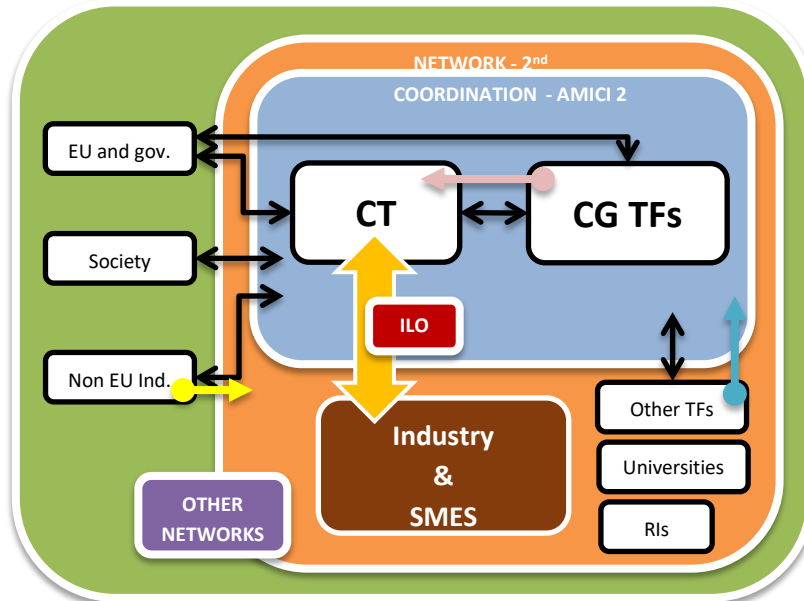 NETWORK - 2nd
COORDINATION - AMICI 2
EU and gov.
CT
CG TFs
Society
ILO
Non EU Ind.
Other TFs
Industry
&
SMES
Universities
OTHER
NETWORKS
RIs